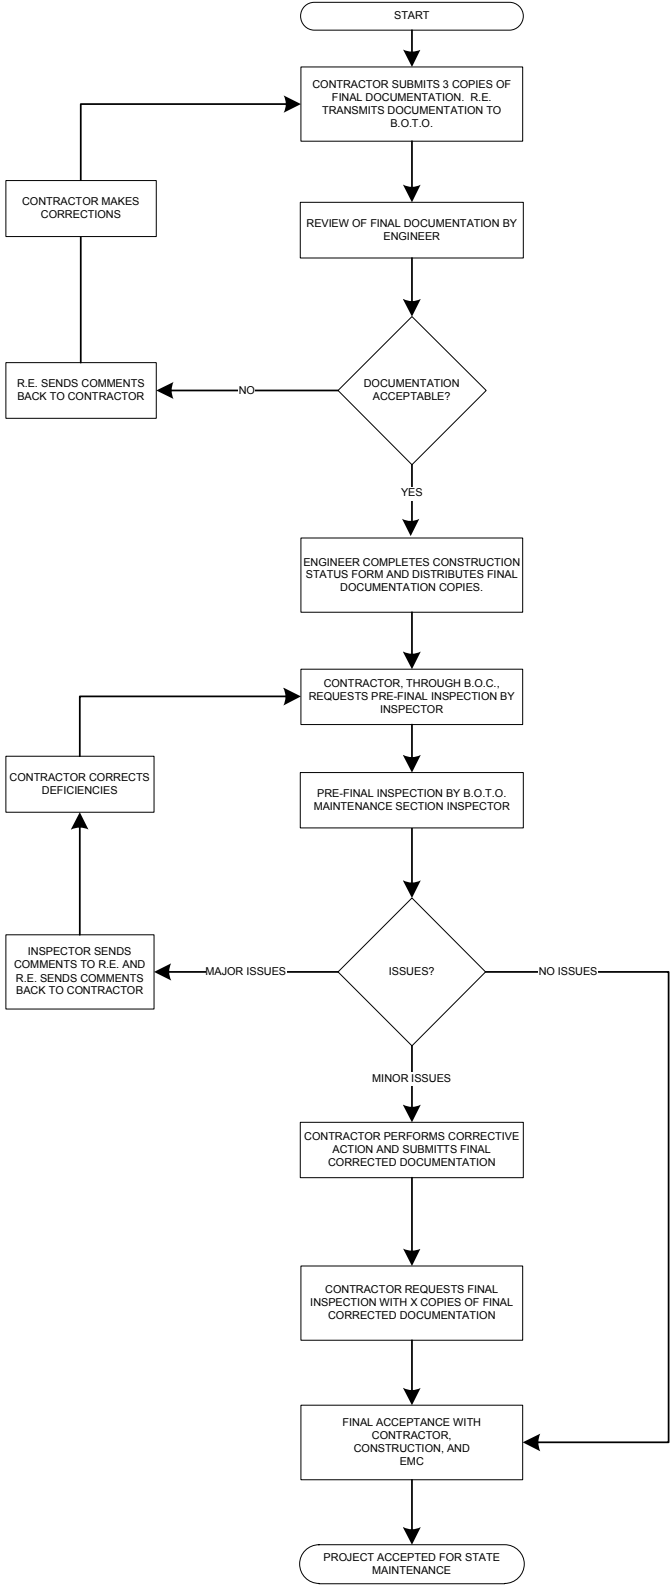 START
CONTRACTOR SUBMITS 3 COPIES OF
FINAL DOCUMENTATION. R.E.
TRANSMITS DOCUMENTATION TO
B.O.T.O.
CONTRACTOR MAKES
CORRECTIONS
REVIEW OF FINAL DOCUMENTATION BY
ENGINEER
R.E. SENDS COMMENTS
BACK TO CONTRACTOR
NO
DOCUMENTATION
ACCEPTABLE?
YES
ENGINEER COMPLETES CONSTRUCTION
STATUS FORM AND DISTRIBUTES FINAL
DOCUMENTATION COPIES.
CONTRACTOR, THROUGH B.O.C.,
REQUESTS PRE-FINAL INSPECTION BY
INSPECTOR
CONTRACTOR CORRECTS
DEFICIENCIES
PRE-FINAL INSPECTION BY B.O.T.O.
MAINTENANCE SECTION INSPECTOR
INSPECTOR SENDS
COMMENTS TO R.E. AND
R.E. SENDS COMMENTS
BACK TO CONTRACTOR
MAJOR ISSUES
ISSUES?
NO ISSUES
MINOR ISSUES
CONTRACTOR PERFORMS CORRECTIVE
ACTION AND SUBMITTS FINAL
CORRECTED DOCUMENTATION
CONTRACTOR REQUESTS FINAL
INSPECTION WITH X COPIES OF FINAL
CORRECTED DOCUMENTATION
FINAL ACCEPTANCE WITH
CONTRACTOR,
CONSTRUCTION, AND
EMC
PROJECT ACCEPTED FOR STATE
MAINTENANCE